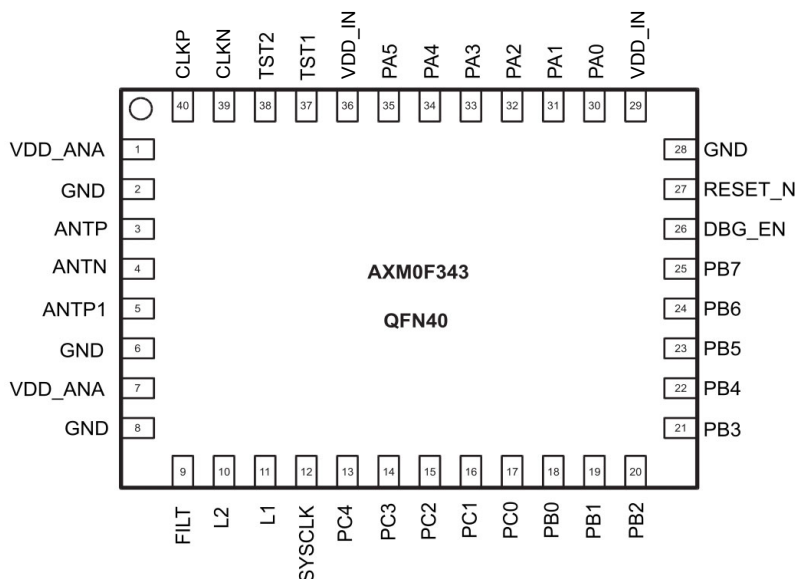 CLKP CLKN TST2 TST1 VDD_IN PA5 PA4 PA3 PA2 PA1 PA0 VDD_IN
40 39 38 37 36 35 34 33 32 31 30 29
VDD_ANA 1 28 GND
GND 2 27 RESET_N
ANTP 3 26 DBG_EN
ANTN 4 AXM0F343 25 PB7
ANTP1 5 QFN40 24 PB6
GND 6 23 PB5
VDD_ANA 7 22 PB4
GND 8 21 PB3
9 10 11 12 13 14 15 16 17 18 19 20
FILT L2 L1 SYSCLK PC4 PC3 PC2 PC1 PC0 PB0 PB1 PB2